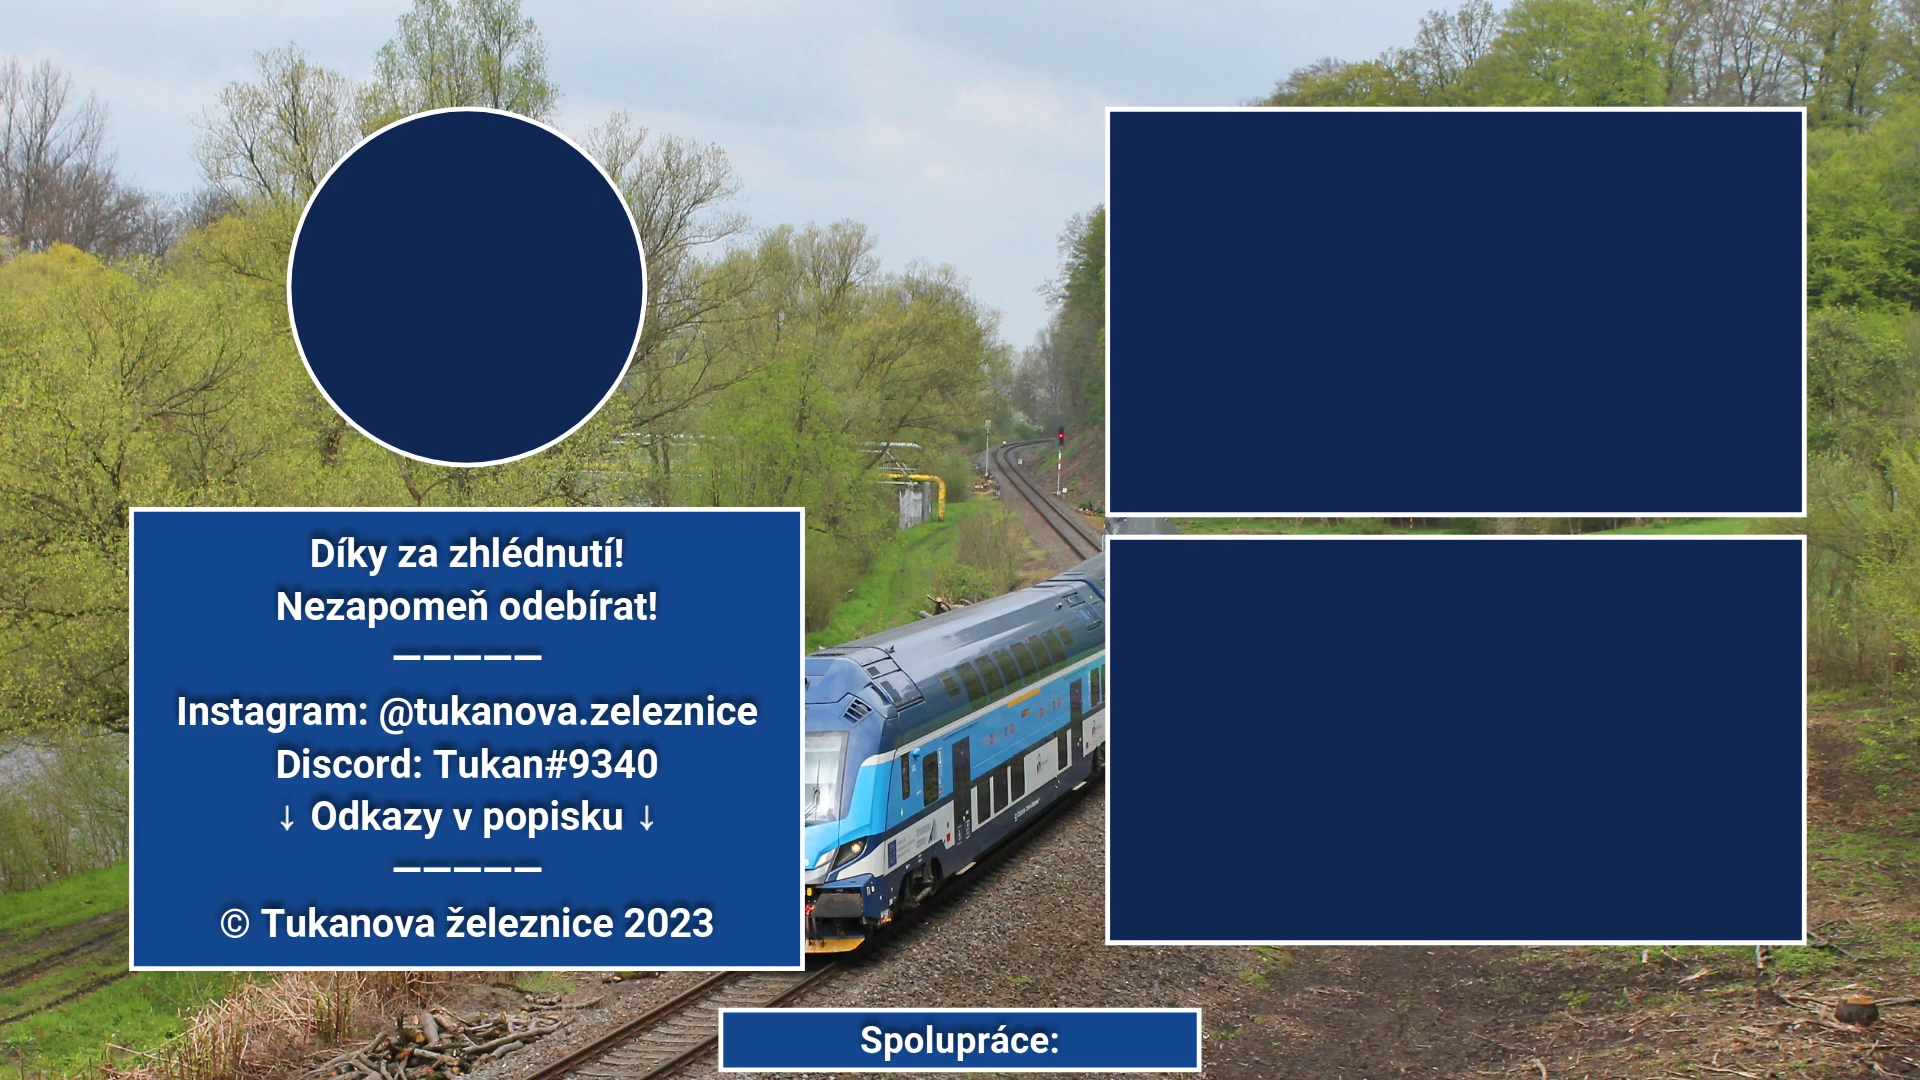 Díky za zhlédnutí!
Nezapomeň odebírat!
–––––
Instagram: @tukanova.zeleznice
Discord: Tukan#9340
↓ Odkazy v popisku ↓
–––––
© Tukanova železnice 2023
Spolupráce: